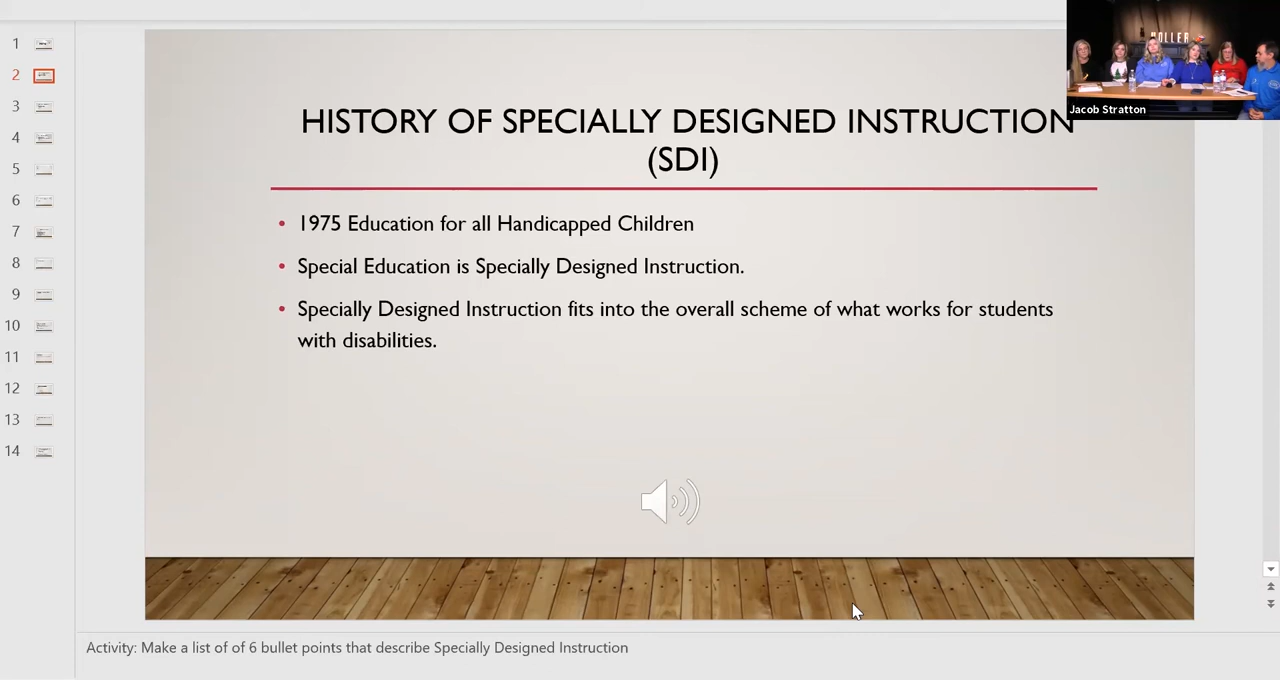 1
2
3
4
5
6
7
8
9
10
11
12
13
14
HOLLER
Jacob Stratton
HISTORY OF SPECIALLY DESIGNED INSTRUCTION
(SDI)
• 1975 Education for all Handicapped Children
• Special Education is Specially Designed Instruction.
• Specially Designed Instruction fits into the overall scheme of what works for students
with disabilities.
Activity: Make a list of of 6 bullet points that describe Specially Designed Instruction